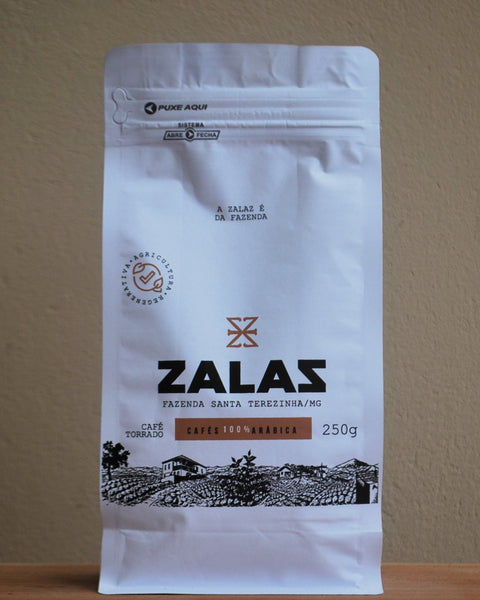 PUXE AQUI
SISTEMA
ABRE FECHA
A ZALAZ É
DA FAZENDA
AGRICULTURA • REGENERATIVA •
ZALAZ
FAZENDA SANTA TEREZINHA/MG
CAFÉ
TORRADO
CAFÉS 100% ARÁBICA
250g